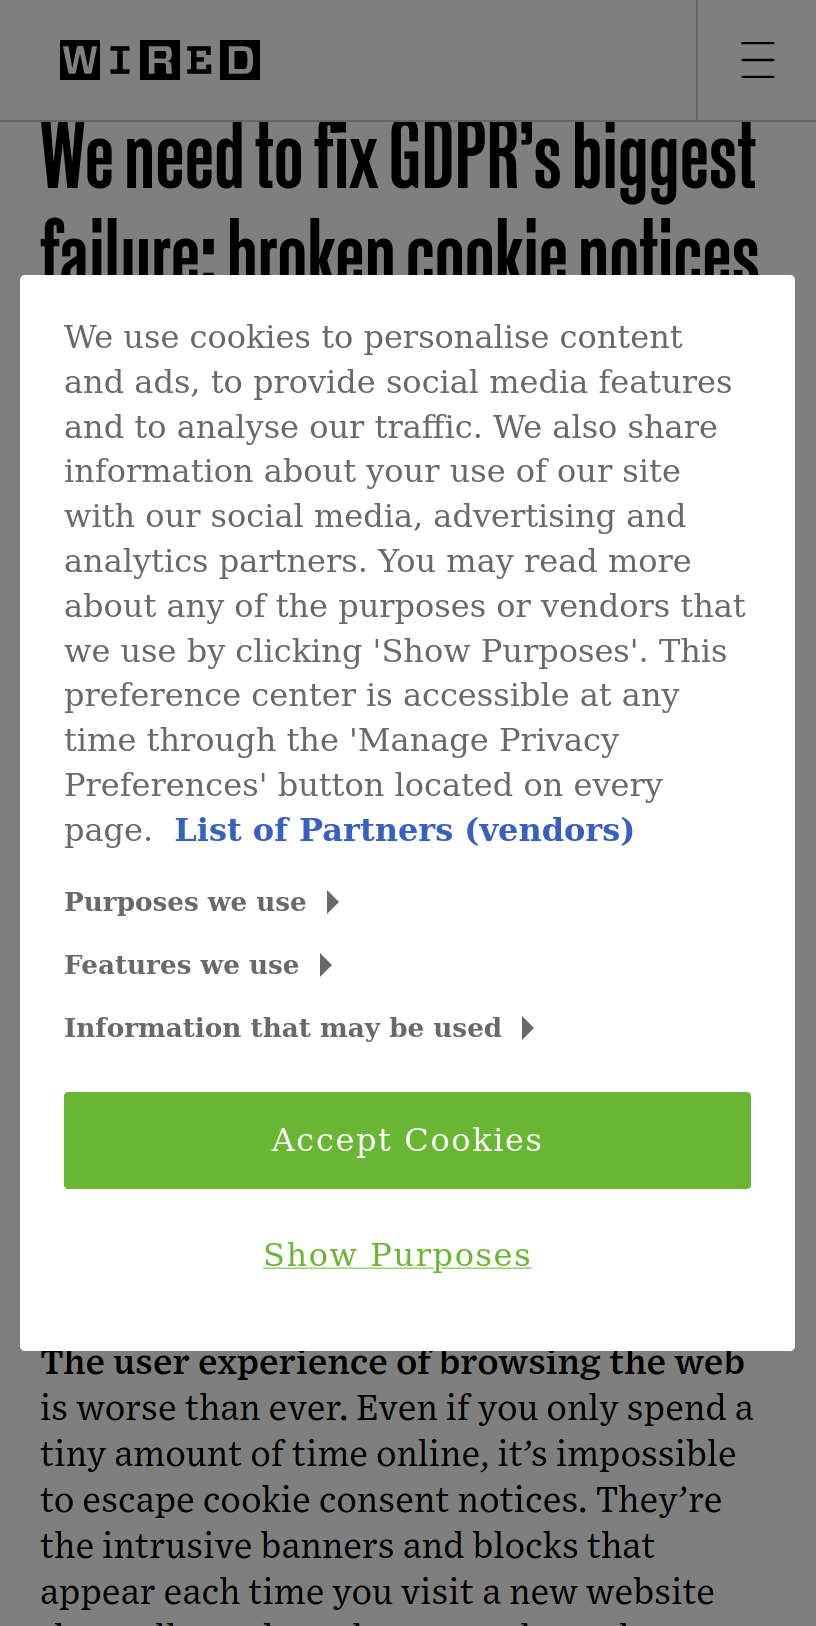 WIRED
We need to fix GDPR’s biggest
failure: broken cookie notices
We use cookies to personalise content
and ads, to provide social media features
and to analyse our traffic. We also share
information about your use of our site
with our social media, advertising and
analytics partners. You may read more
about any of the purposes or vendors that
we use by clicking 'Show Purposes'. This
preference center is accessible at any
time through the 'Manage Privacy
Preferences' button located on every
page. List of Partners (vendors)
Purposes we use
Features we use
Information that may be used
Accept Cookies
Show Purposes
The user experience of browsing the web
is worse than ever. Even if you only spend a
tiny amount of time online, it’s impossible
to escape cookie consent notices. They’re
the intrusive banners and blocks that
appear each time you visit a new website